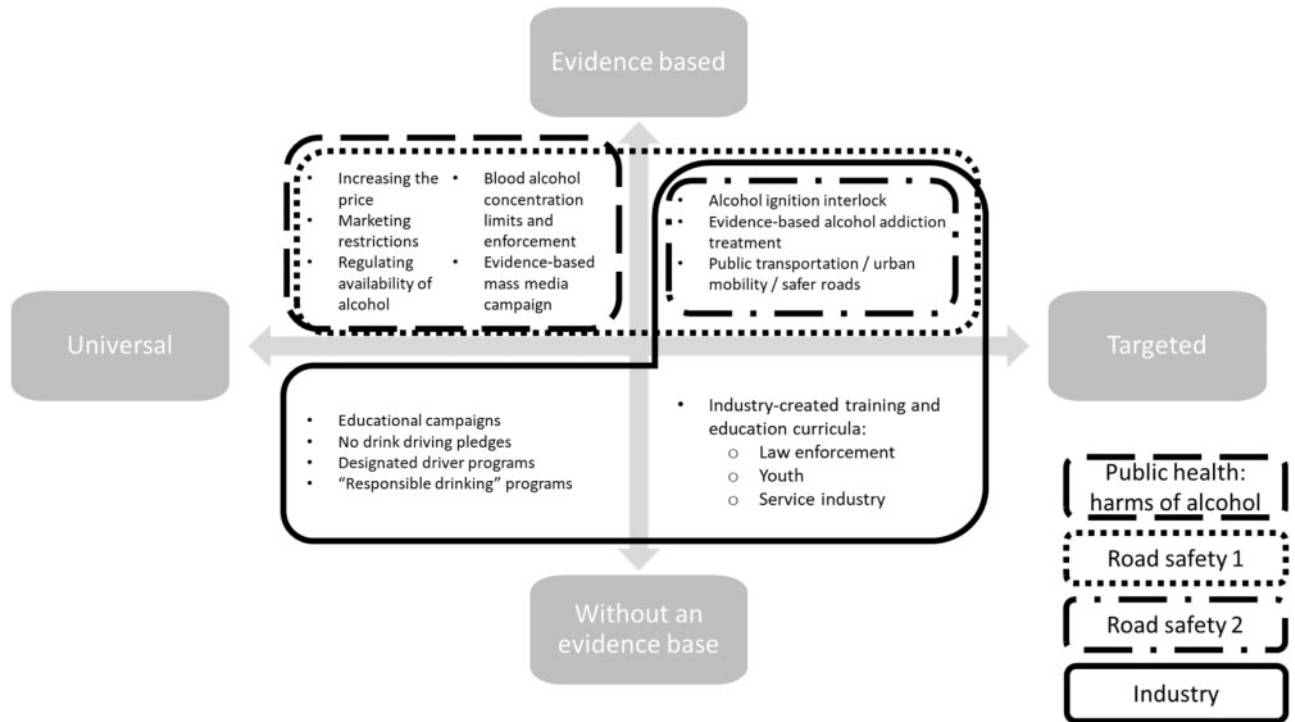 Evidence based
• Increasing the
price
• Marketing
restrictions
• Regulating
availability of
alcohol
• Blood alcohol
concentration
limits and
enforcement
• Evidence-based
mass media
campaign
• Alcohol ignition interlock
• Evidence-based alcohol addiction
treatment
• Public transportation / urban
mobility / safer roads
Universal
Targeted
• Educational campaigns
• No drink driving pledges
• Designated driver programs
• “Responsible drinking” programs
• Industry-created training and
education curricula:
o Law enforcement
o Youth
o Service industry
Without an
evidence base
Public health:
harms of alcohol
Road safety 1
Road safety 2
Industry